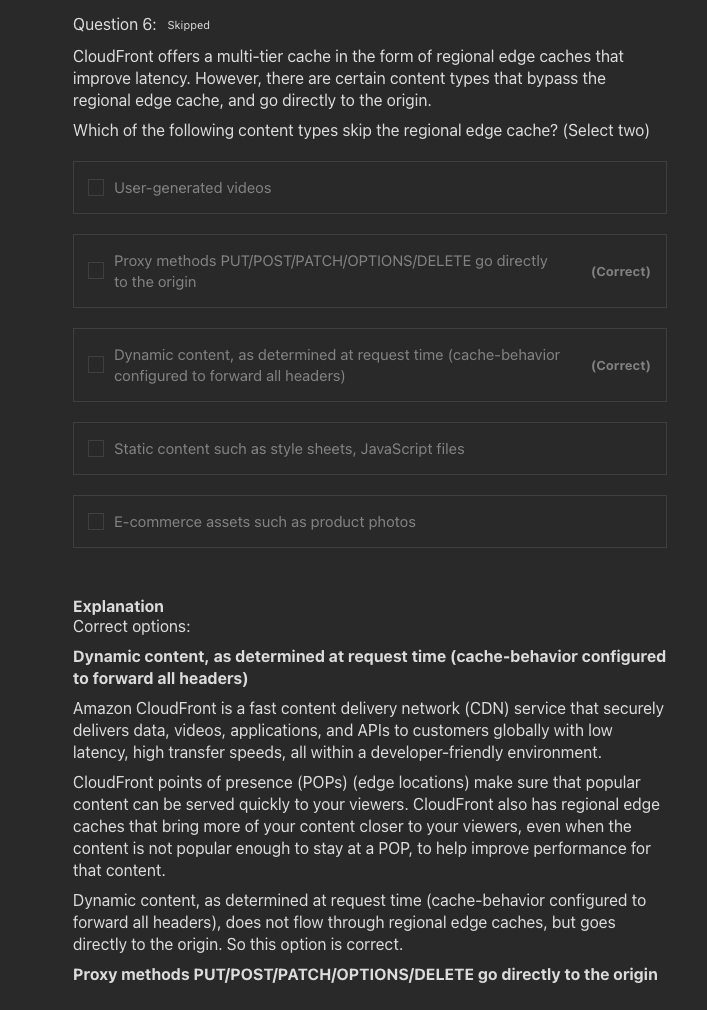 Question 6: Skipped
CloudFront offers a multi-tier cache in the form of regional edge caches that
improve latency. However, there are certain content types that bypass the
regional edge cache, and go directly to the origin.
Which of the following content types skip the regional edge cache? (Select two)
User-generated videos
Proxy methods PUT/POST/PATCH/OPTIONS/DELETE go directly
to the origin
(Correct)
Dynamic content, as determined at request time (cache-behavior
configured to forward all headers)
(Correct)
Static content such as style sheets, JavaScript files
E-commerce assets such as product photos
Explanation
Correct options:
Dynamic content, as determined at request time (cache-behavior configured
to forward all headers)
Amazon CloudFront is a fast content delivery network (CDN) service that securely
delivers data, videos, applications, and APIs to customers globally with low
latency, high transfer speeds, all within a developer-friendly environment.
CloudFront points of presence (POPs) (edge locations) make sure that popular
content can be served quickly to your viewers. CloudFront also has regional edge
caches that bring more of your content closer to your viewers, even when the
content is not popular enough to stay at a POP, to help improve performance for
that content.
Dynamic content, as determined at request time (cache-behavior configured to
forward all headers), does not flow through regional edge caches, but goes
directly to the origin. So this option is correct.
Proxy methods PUT/POST/PATCH/OPTIONS/DELETE go directly to the origin